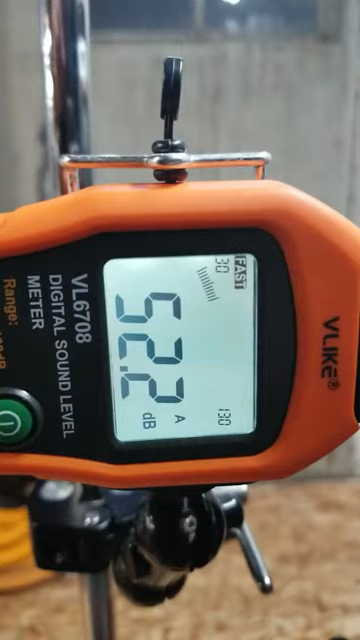 VLIKE®
FAST
30 130
A
52.2 dB
VL6708
DIGITAL SOUND LEVEL
METER
Range: